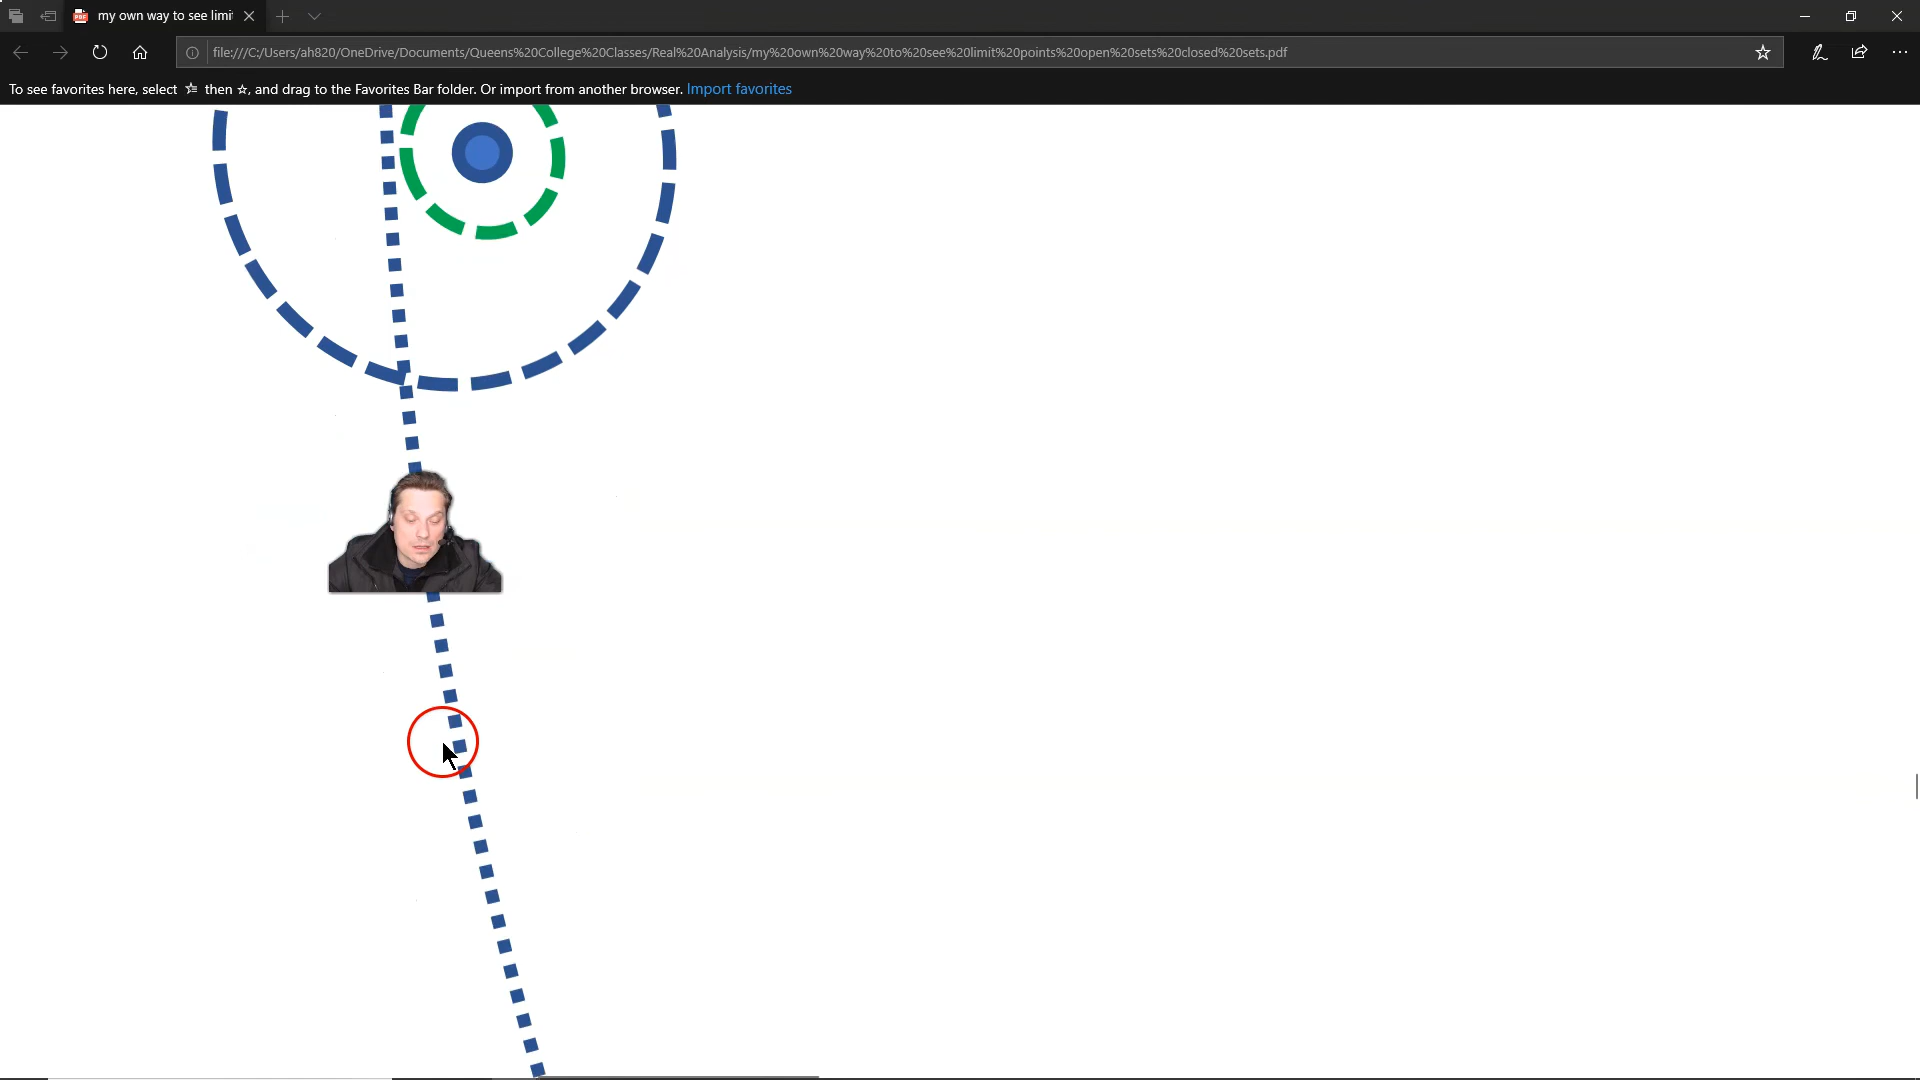 my own way to see limit
file:///C:/Users/ah820/OneDrive/Documents/Queens%20College%20Classes/Real%20Analysis/my%20own%20way%20to%20see%20limit%20points%20open%20sets%20closed%20sets.pdf
To see favorites here, select then , and drag to the Favorites Bar folder. Or import from another browser. Import favorites